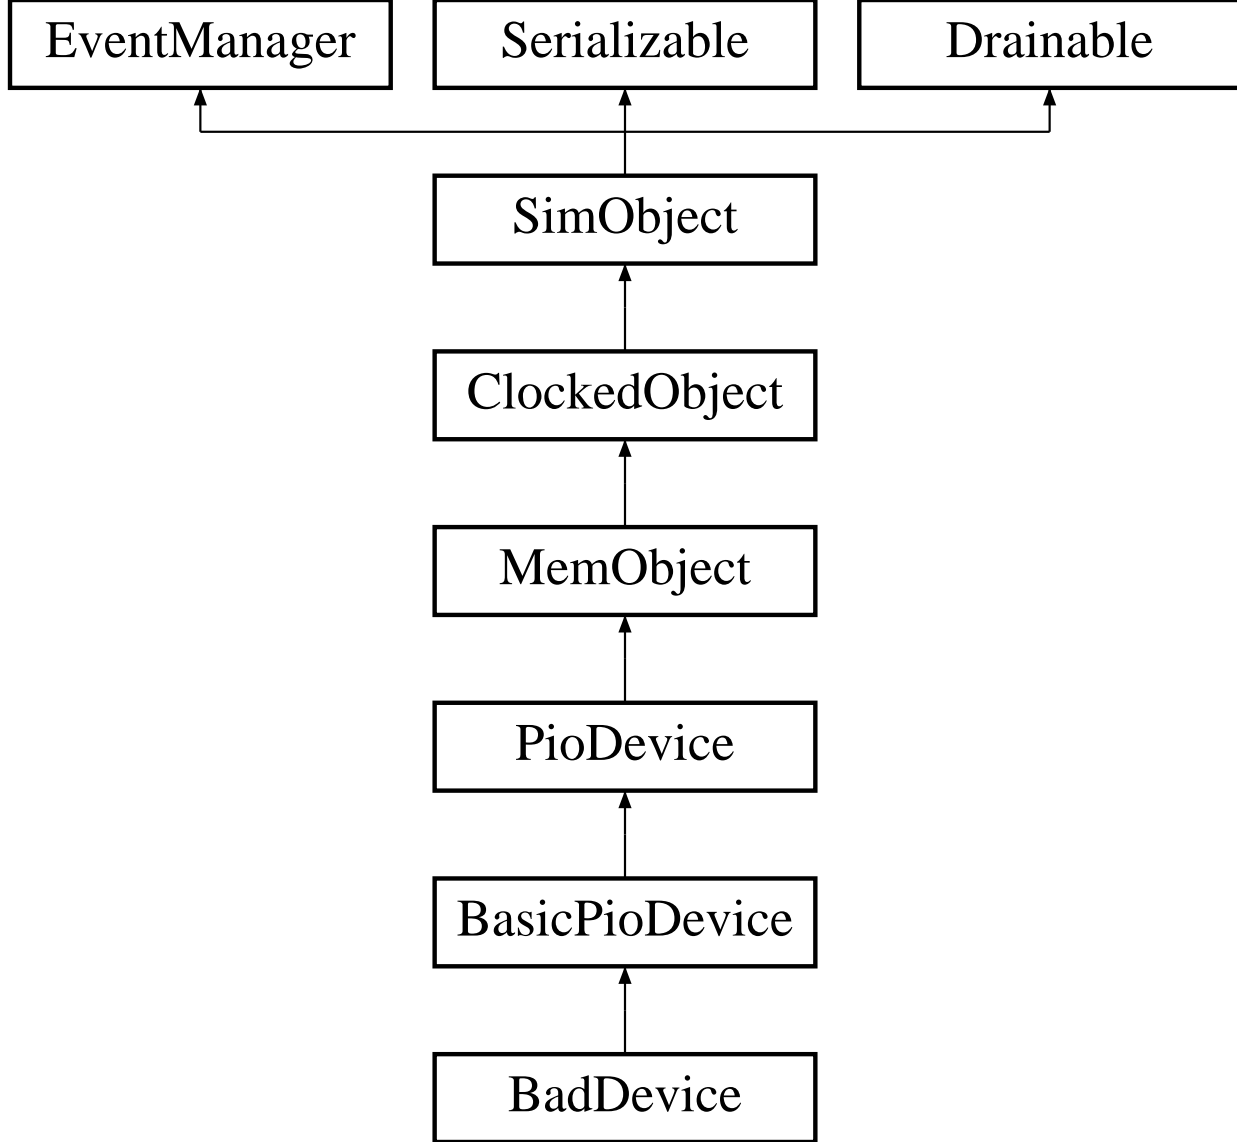 EventManager Serializable Drainable
SimObject
ClockedObject
MemObject
PioDevice
BasicPioDevice
BadDevice